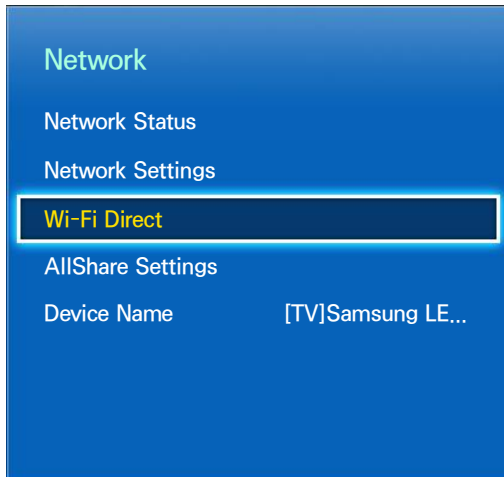 Network
Network Status
Network Settings
Wi-Fi Direct
AllShare Settings
Device Name [TV]Samsung LE...